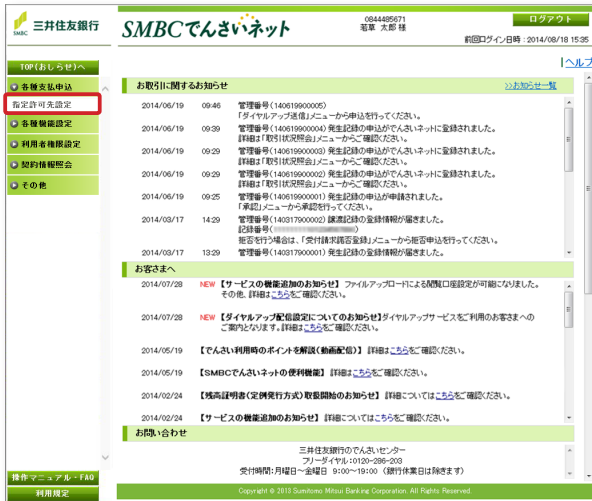 SMBC 三井住友銀行
SMBCでんさいネット
0844485671
若草 太郎 様
ログアウト
前回ログイン日時：2014/08/18 15:35
TOP(おしらせ)へ
ヘルプ
各種支払申込
指定許可先設定
各種機能設定
利用者権限設定
契約情報照会
その他
お取引に関するお知らせ
>>お知らせ一覧
2014/06/19 09:46 管理番号(140619900005)
「ダイヤルアップ送信」メニューから申込を行ってください。
2014/06/19 09:39 管理番号(140619900004) 発生記録の申込がでんさいネットに登録されました。
詳細は「取引状況照会」メニューからご確認ください。
2014/06/19 09:29 管理番号(140619900003) 発生記録の申込がでんさいネットに登録されました。
詳細は「取引状況照会」メニューからご確認ください。
2014/06/19 09:29 管理番号(140619900002) 発生記録の申込がでんさいネットに登録されました。
詳細は「取引状況照会」メニューからご確認ください。
2014/06/19 09:25 管理番号(140619900001) 発生記録の申込が申請されました。
「承認」メニューから承認を行ってください。
2014/03/17 14:29 管理番号(140317900002) 譲渡記録の登録情報が届きました。
記録番号(
拒否を行う場合は、「受付請求諾否登録」メニューから拒否申込を行ってください。
2014/03/17 13:29 管理番号(140317900001) 発生記録の登録情報が届きました。
お客さまへ
2014/07/28 NEW 【サービスの機能追加のお知らせ】 ファイルアップロードによる閲覧口座設定が可能になりました。
その他、詳細はこちらをご確認ください。
2014/07/28 NEW 【ダイヤルアップ配信設定についてのお知らせ】ダイヤルアップサービスをご利用のお客さまへの
ご案内となります。詳細はこちらをご確認ください。
2014/05/19 【でんさい利用時のポイントを解説(動画配信)】 詳細はこちらをご確認ください。
2014/05/19 【SMBCでんさいネットの便利機能】 詳細はこちらをご確認ください。
2014/02/24 【残高証明書(定例発行方式)取扱開始のお知らせ】 詳細についてはこちらをご確認ください。
2014/02/24 【サービスの機能追加のお知らせ】 詳細についてはこちらをご確認ください。
お問い合わせ
三井住友銀行のでんさいセンター
フリーダイヤル：0120-286-203
受付時間：月曜日～金曜日 9:00～19:00 (銀行休業日は除きます)
操作マニュアル・FAQ
利用規定
Copyright © 2013 Sumitomo Mitsui Banking Corporation. All Rights Reserved.